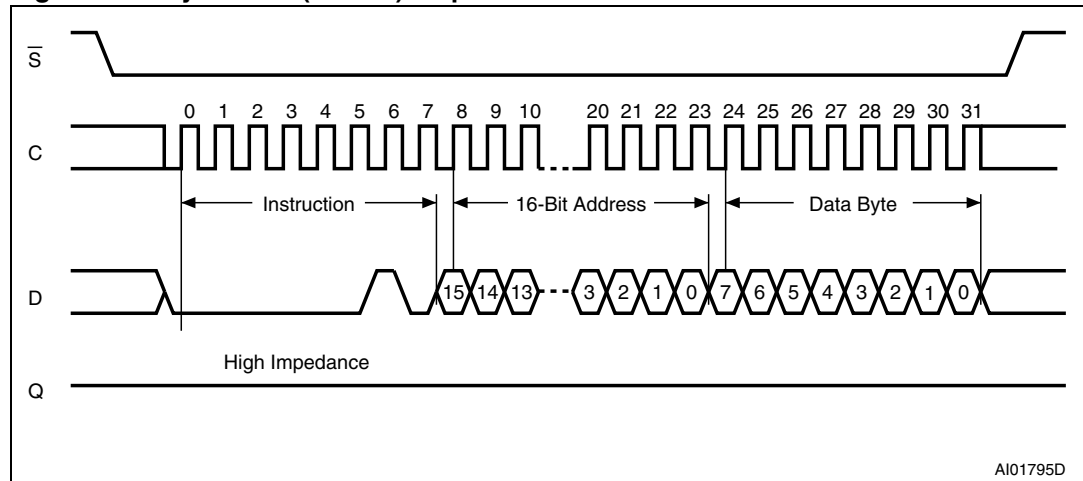 S
0 1 2 3 4 5 6 7 8 9 10 20 21 22 23 24 25 26 27 28 29 30 31
C
Instruction 16-Bit Address Data Byte
D
15 14 13 3 2 1 0 7 6 5 4 3 2 1 0
High Impedance
Q
AI01795D